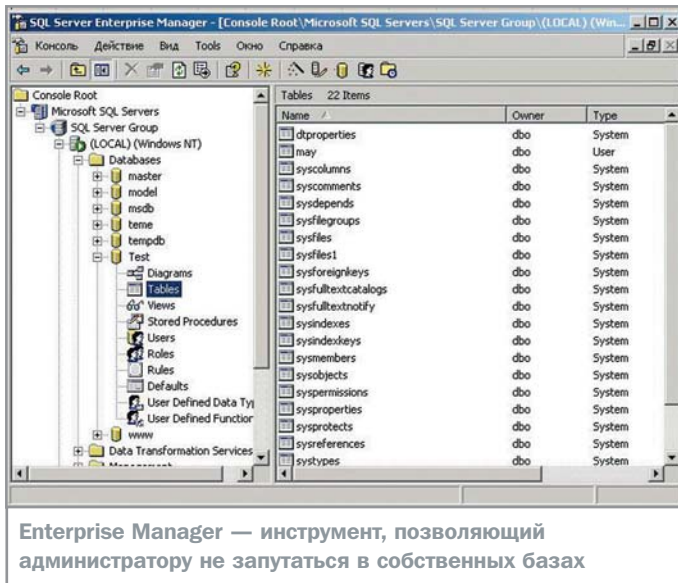 SQL Server Enterprise Manager - [Console Root\Microsoft SQL Servers\SQL Server Group\(LOCAL) (Win...
Консоль Действие Вид Tools Окно Справка
Console Root
Microsoft SQL Servers
SQL Server Group
(LOCAL) (Windows NT)
Databases
master
model
msdb
teme
tempdb
Test
Diagrams
Tables
Views
Stored Procedures
Users
Roles
Rules
Defaults
User Defined Data Ty
User Defined Function
www
Data Transformation Services
Tables 22 Items
Name Owner Type
dtproperties dbo System
may dbo User
syscolumns dbo System
syscomments dbo System
sysdepends dbo System
sysfilegroups dbo System
sysfiles dbo System
sysfiles1 dbo System
sysforeignkeys dbo System
sysfulltextcatalogs dbo System
sysfulltextnotify dbo System
sysindexes dbo System
sysindexkeys dbo System
sysmembers dbo System
sysobjects dbo System
syspermissions dbo System
sysproperties dbo System
sysprotects dbo System
sysreferences dbo System
systypes dbo System
Enterprise Manager — инструмент, позволяющий
администратору не запутаться в собственных базах